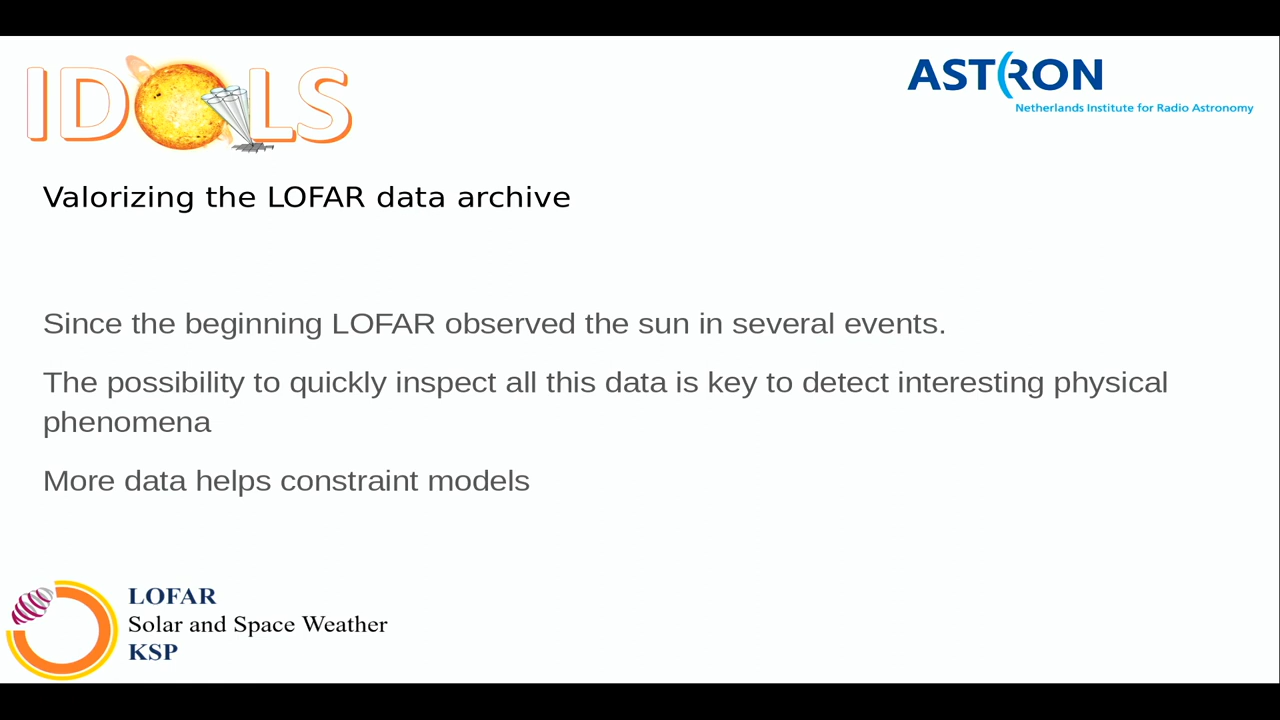 IDOLS
ASTRON
Netherlands Institute for Radio Astronomy
Valorizing the LOFAR data archive
Since the beginning LOFAR observed the sun in several events.
The possibility to quickly inspect all this data is key to detect interesting physical
phenomena
More data helps constraint models
LOFAR
Solar and Space Weather
KSP